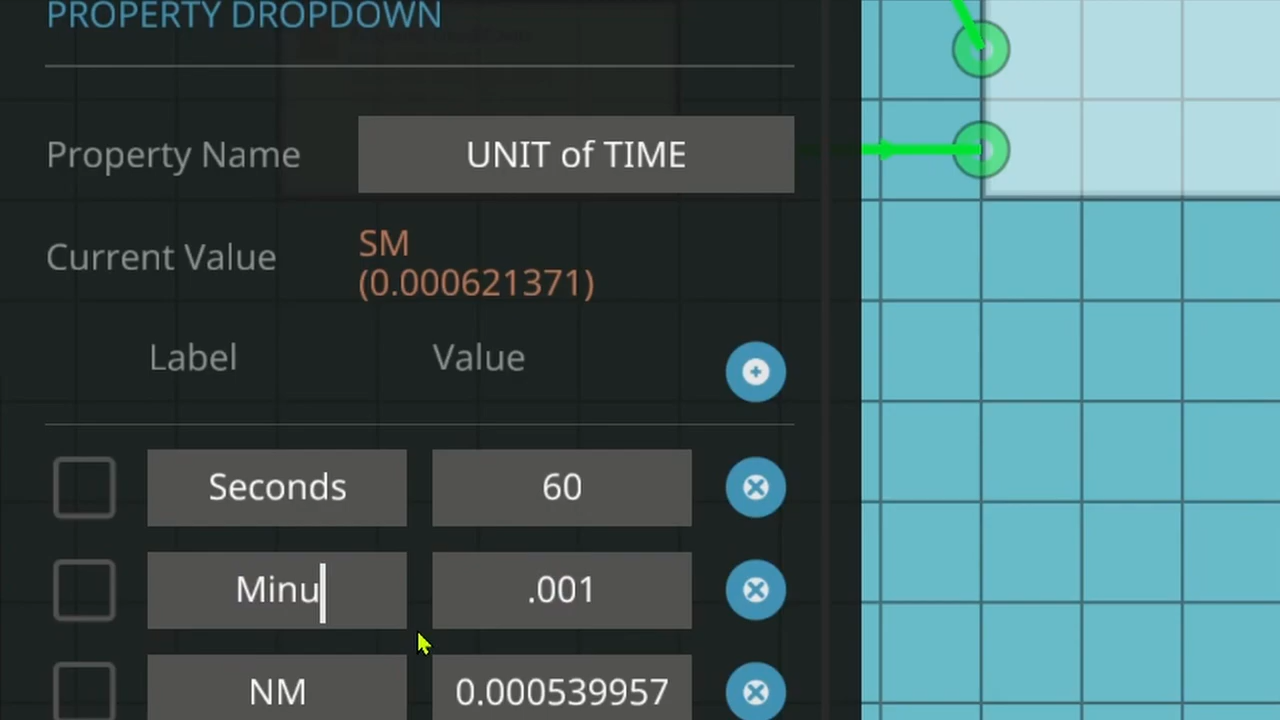 PROPERTY DROPDOWN
Property Name UNIT of TIME
Current Value SM
(0.000621371)
Label Value
Seconds 60
Minu .001
NM 0.000539957